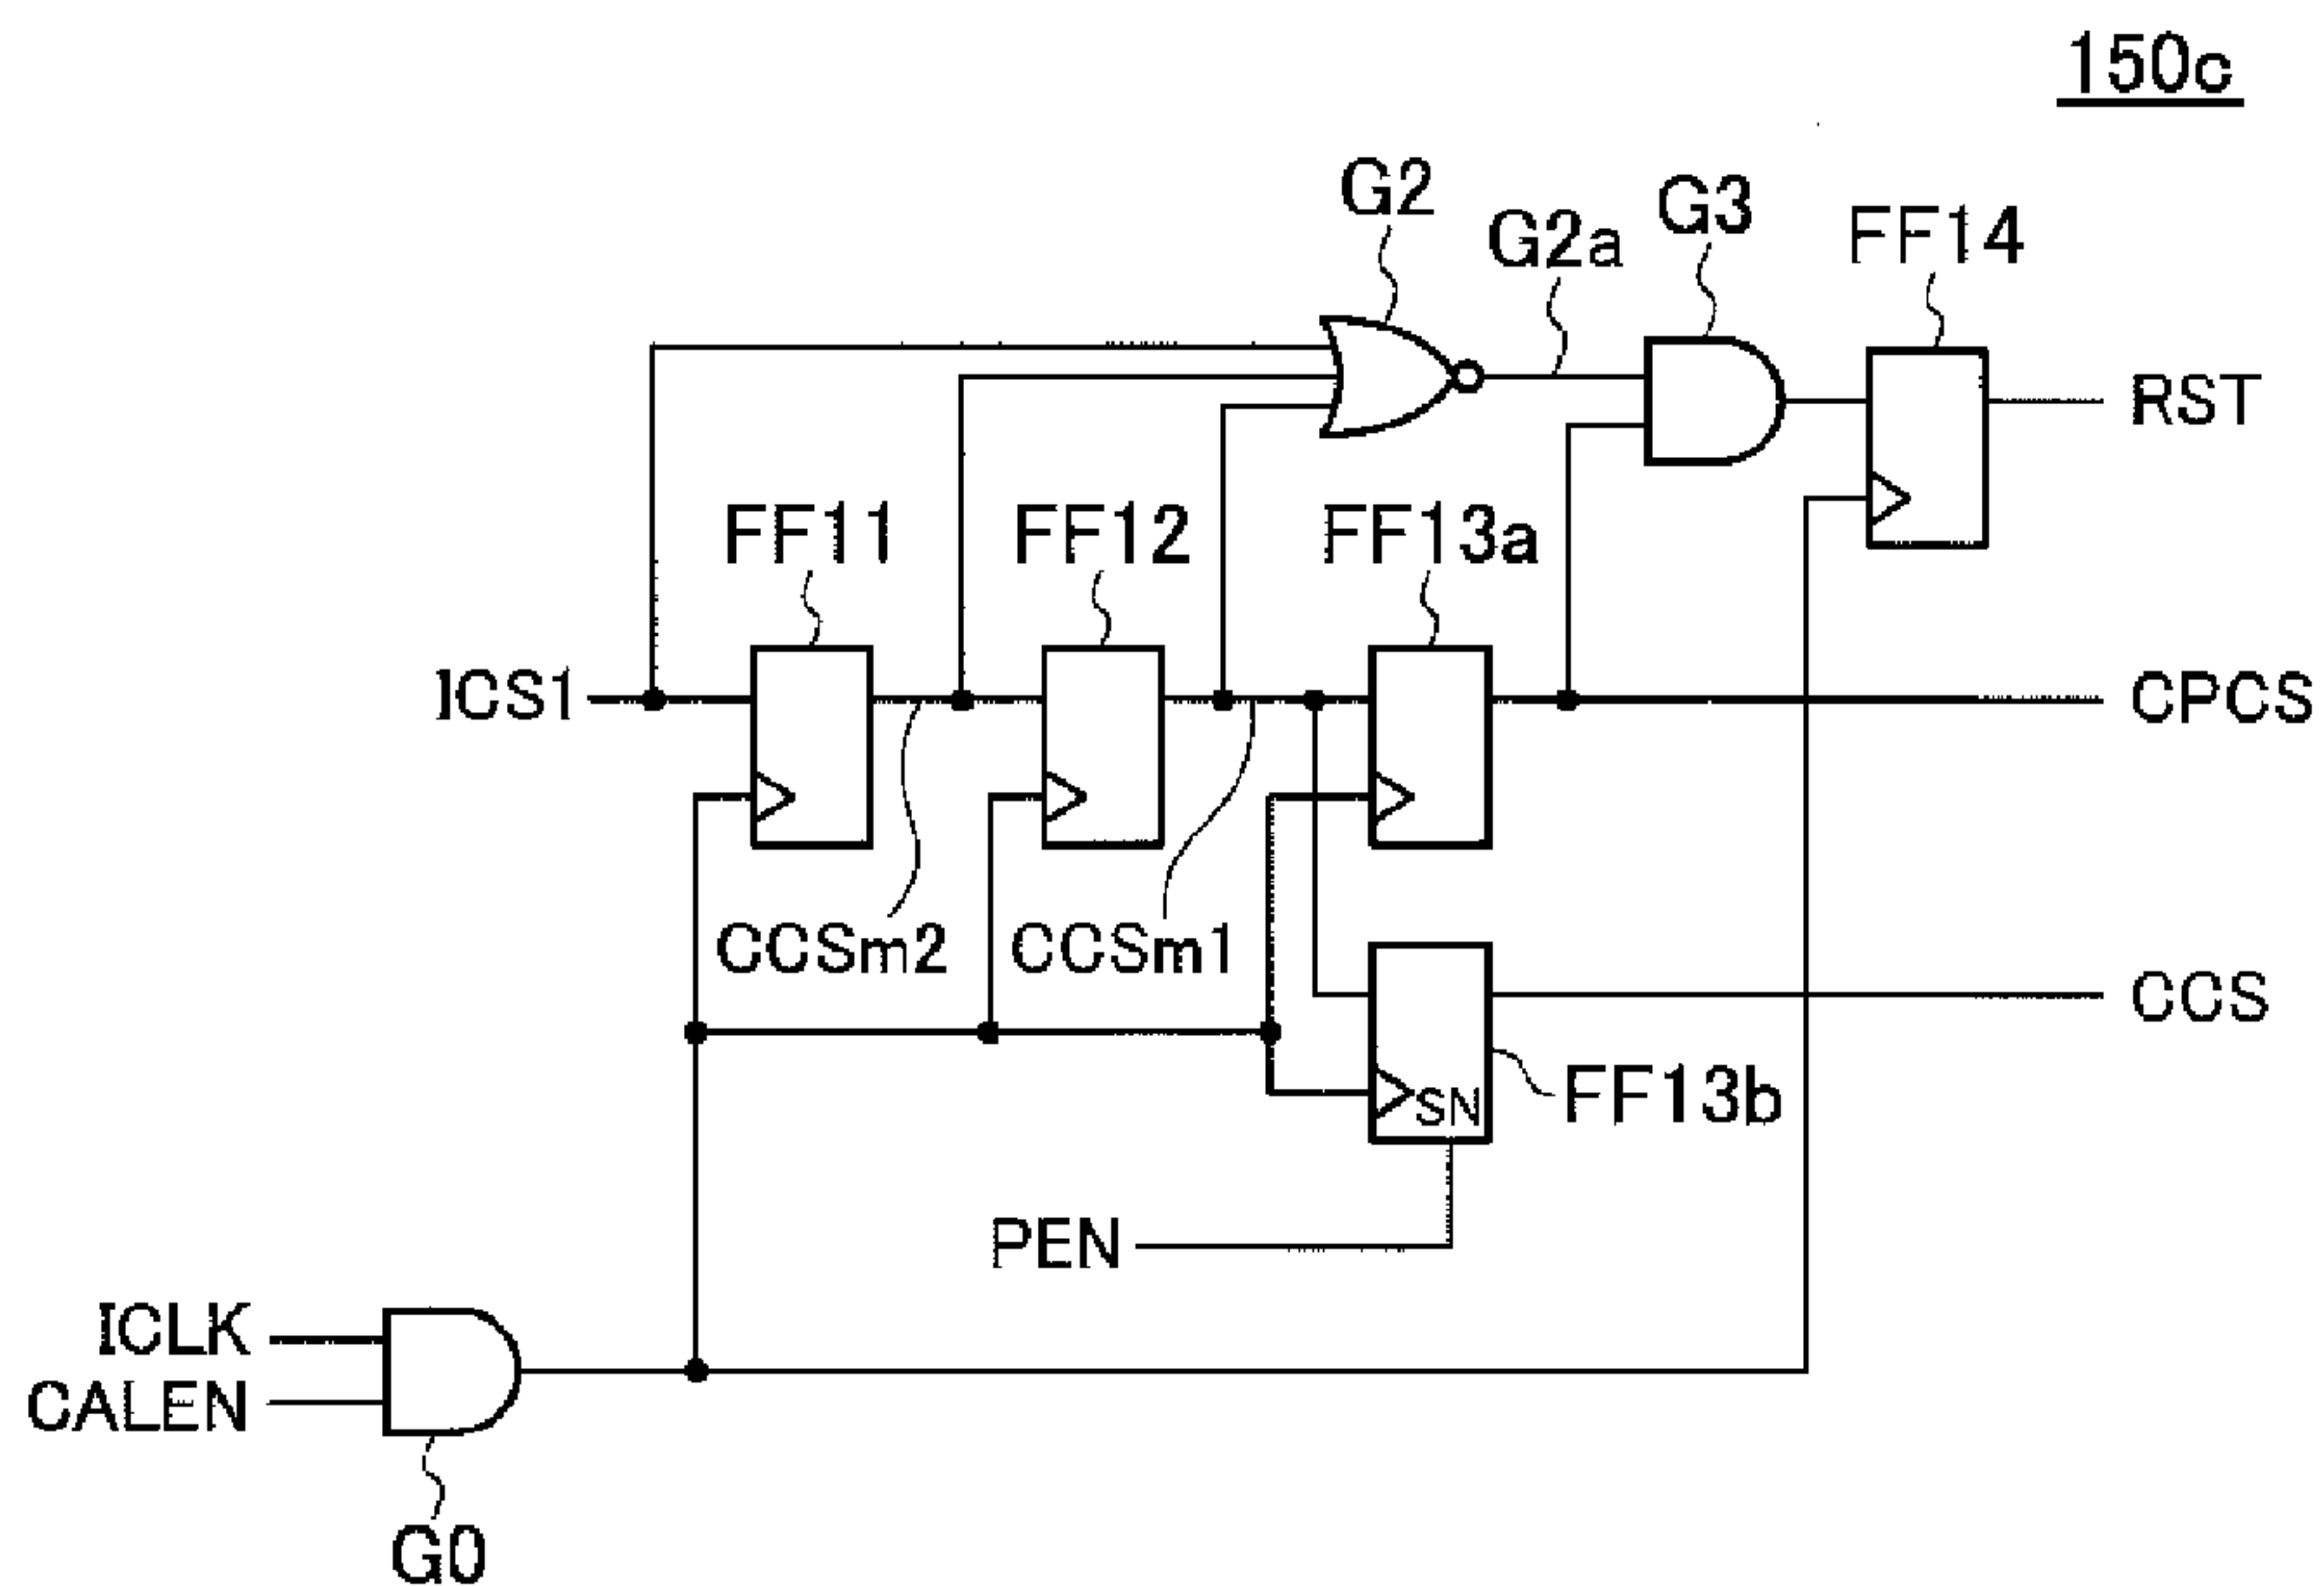 150c
G2
G2a
G3
FF14
RST
FF11
FF12
FF13a
ICS1
CPCS
CCSm2
CCSm1
CCS
SN
FF13b
PEN
ICLK
CALEN
G0